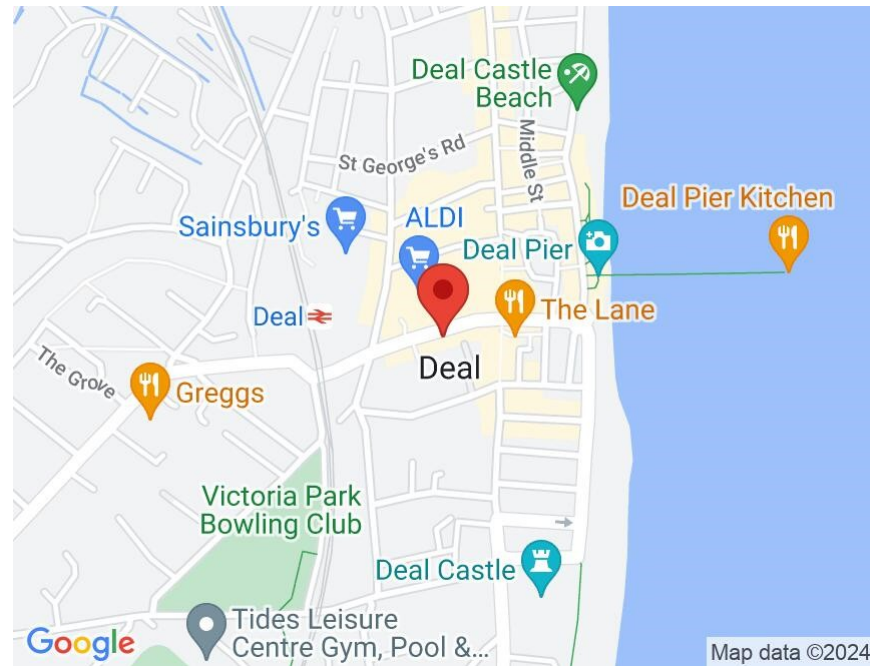 Deal Castle
Beach
Middle St
St George's Rd
Deal Pier Kitchen
Sainsbury's
ALDI
Deal Pier
Deal
The Lane
The Grove
Deal
Greggs
Victoria Park
Bowling Club
Deal Castle
Tides Leisure
Centre Gym, Pool &...
Google
Map data ©2024